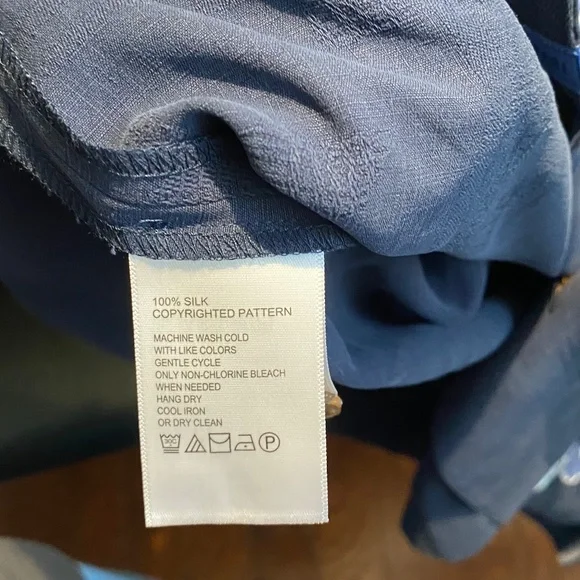 100% SILK
COPYRIGHTED PATTERN
MACHINE WASH COLD
WITH LIKE COLORS
GENTLE CYCLE
ONLY NON-CHLORINE BLEACH
WHEN NEEDED
HANG DRY
COOL IRON
OR DRY CLEAN
P